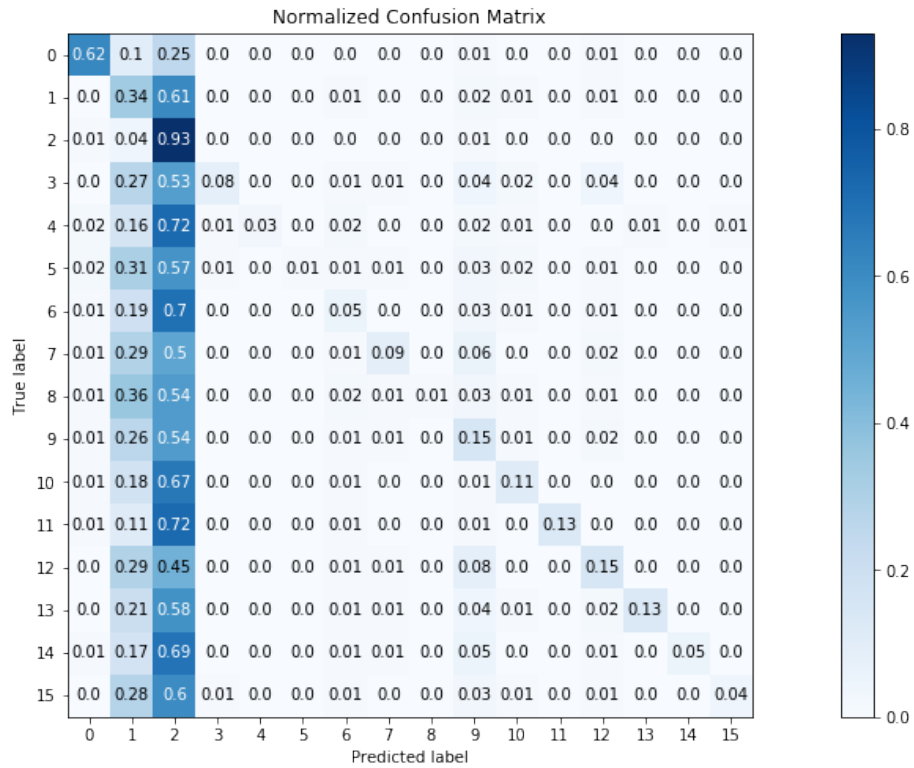 Normalized Confusion Matrix
True label
0 0.62 0.1 0.25 0.0 0.0 0.0 0.0 0.0 0.0 0.01 0.0 0.0 0.01 0.0 0.0 0.0
1 0.0 0.34 0.61 0.0 0.0 0.0 0.01 0.0 0.0 0.02 0.01 0.0 0.01 0.0 0.0 0.0
2 0.01 0.04 0.93 0.0 0.0 0.0 0.0 0.0 0.0 0.01 0.0 0.0 0.0 0.0 0.0 0.0
3 0.0 0.27 0.53 0.08 0.0 0.0 0.01 0.01 0.0 0.04 0.02 0.0 0.04 0.0 0.0 0.0
4 0.02 0.16 0.72 0.01 0.03 0.0 0.02 0.0 0.0 0.02 0.01 0.0 0.0 0.01 0.0 0.01
5 0.02 0.31 0.57 0.01 0.0 0.01 0.01 0.01 0.0 0.03 0.02 0.0 0.01 0.0 0.0 0.0
6 0.01 0.19 0.7 0.0 0.0 0.0 0.05 0.0 0.0 0.03 0.01 0.0 0.01 0.0 0.0 0.0
7 0.01 0.29 0.5 0.0 0.0 0.0 0.01 0.09 0.0 0.06 0.0 0.0 0.02 0.0 0.0 0.0
8 0.01 0.36 0.54 0.0 0.0 0.0 0.02 0.01 0.01 0.03 0.01 0.0 0.01 0.0 0.0 0.0
9 0.01 0.26 0.54 0.0 0.0 0.0 0.01 0.01 0.0 0.15 0.01 0.0 0.02 0.0 0.0 0.0
10 0.01 0.18 0.67 0.0 0.0 0.0 0.01 0.0 0.0 0.01 0.11 0.0 0.0 0.0 0.0 0.0
11 0.01 0.11 0.72 0.0 0.0 0.0 0.01 0.0 0.0 0.01 0.0 0.13 0.0 0.0 0.0 0.0
12 0.0 0.29 0.45 0.0 0.0 0.0 0.01 0.01 0.0 0.08 0.0 0.0 0.15 0.0 0.0 0.0
13 0.0 0.21 0.58 0.0 0.0 0.0 0.01 0.01 0.0 0.04 0.01 0.0 0.02 0.13 0.0 0.0
14 0.01 0.17 0.69 0.0 0.0 0.0 0.01 0.01 0.0 0.05 0.0 0.0 0.01 0.0 0.05 0.0
15 0.0 0.28 0.6 0.01 0.0 0.0 0.01 0.0 0.0 0.03 0.01 0.0 0.01 0.0 0.0 0.04
0 1 2 3 4 5 6 7 8 9 10 11 12 13 14 15
Predicted label
0.8
0.6
0.4
0.2
0.0